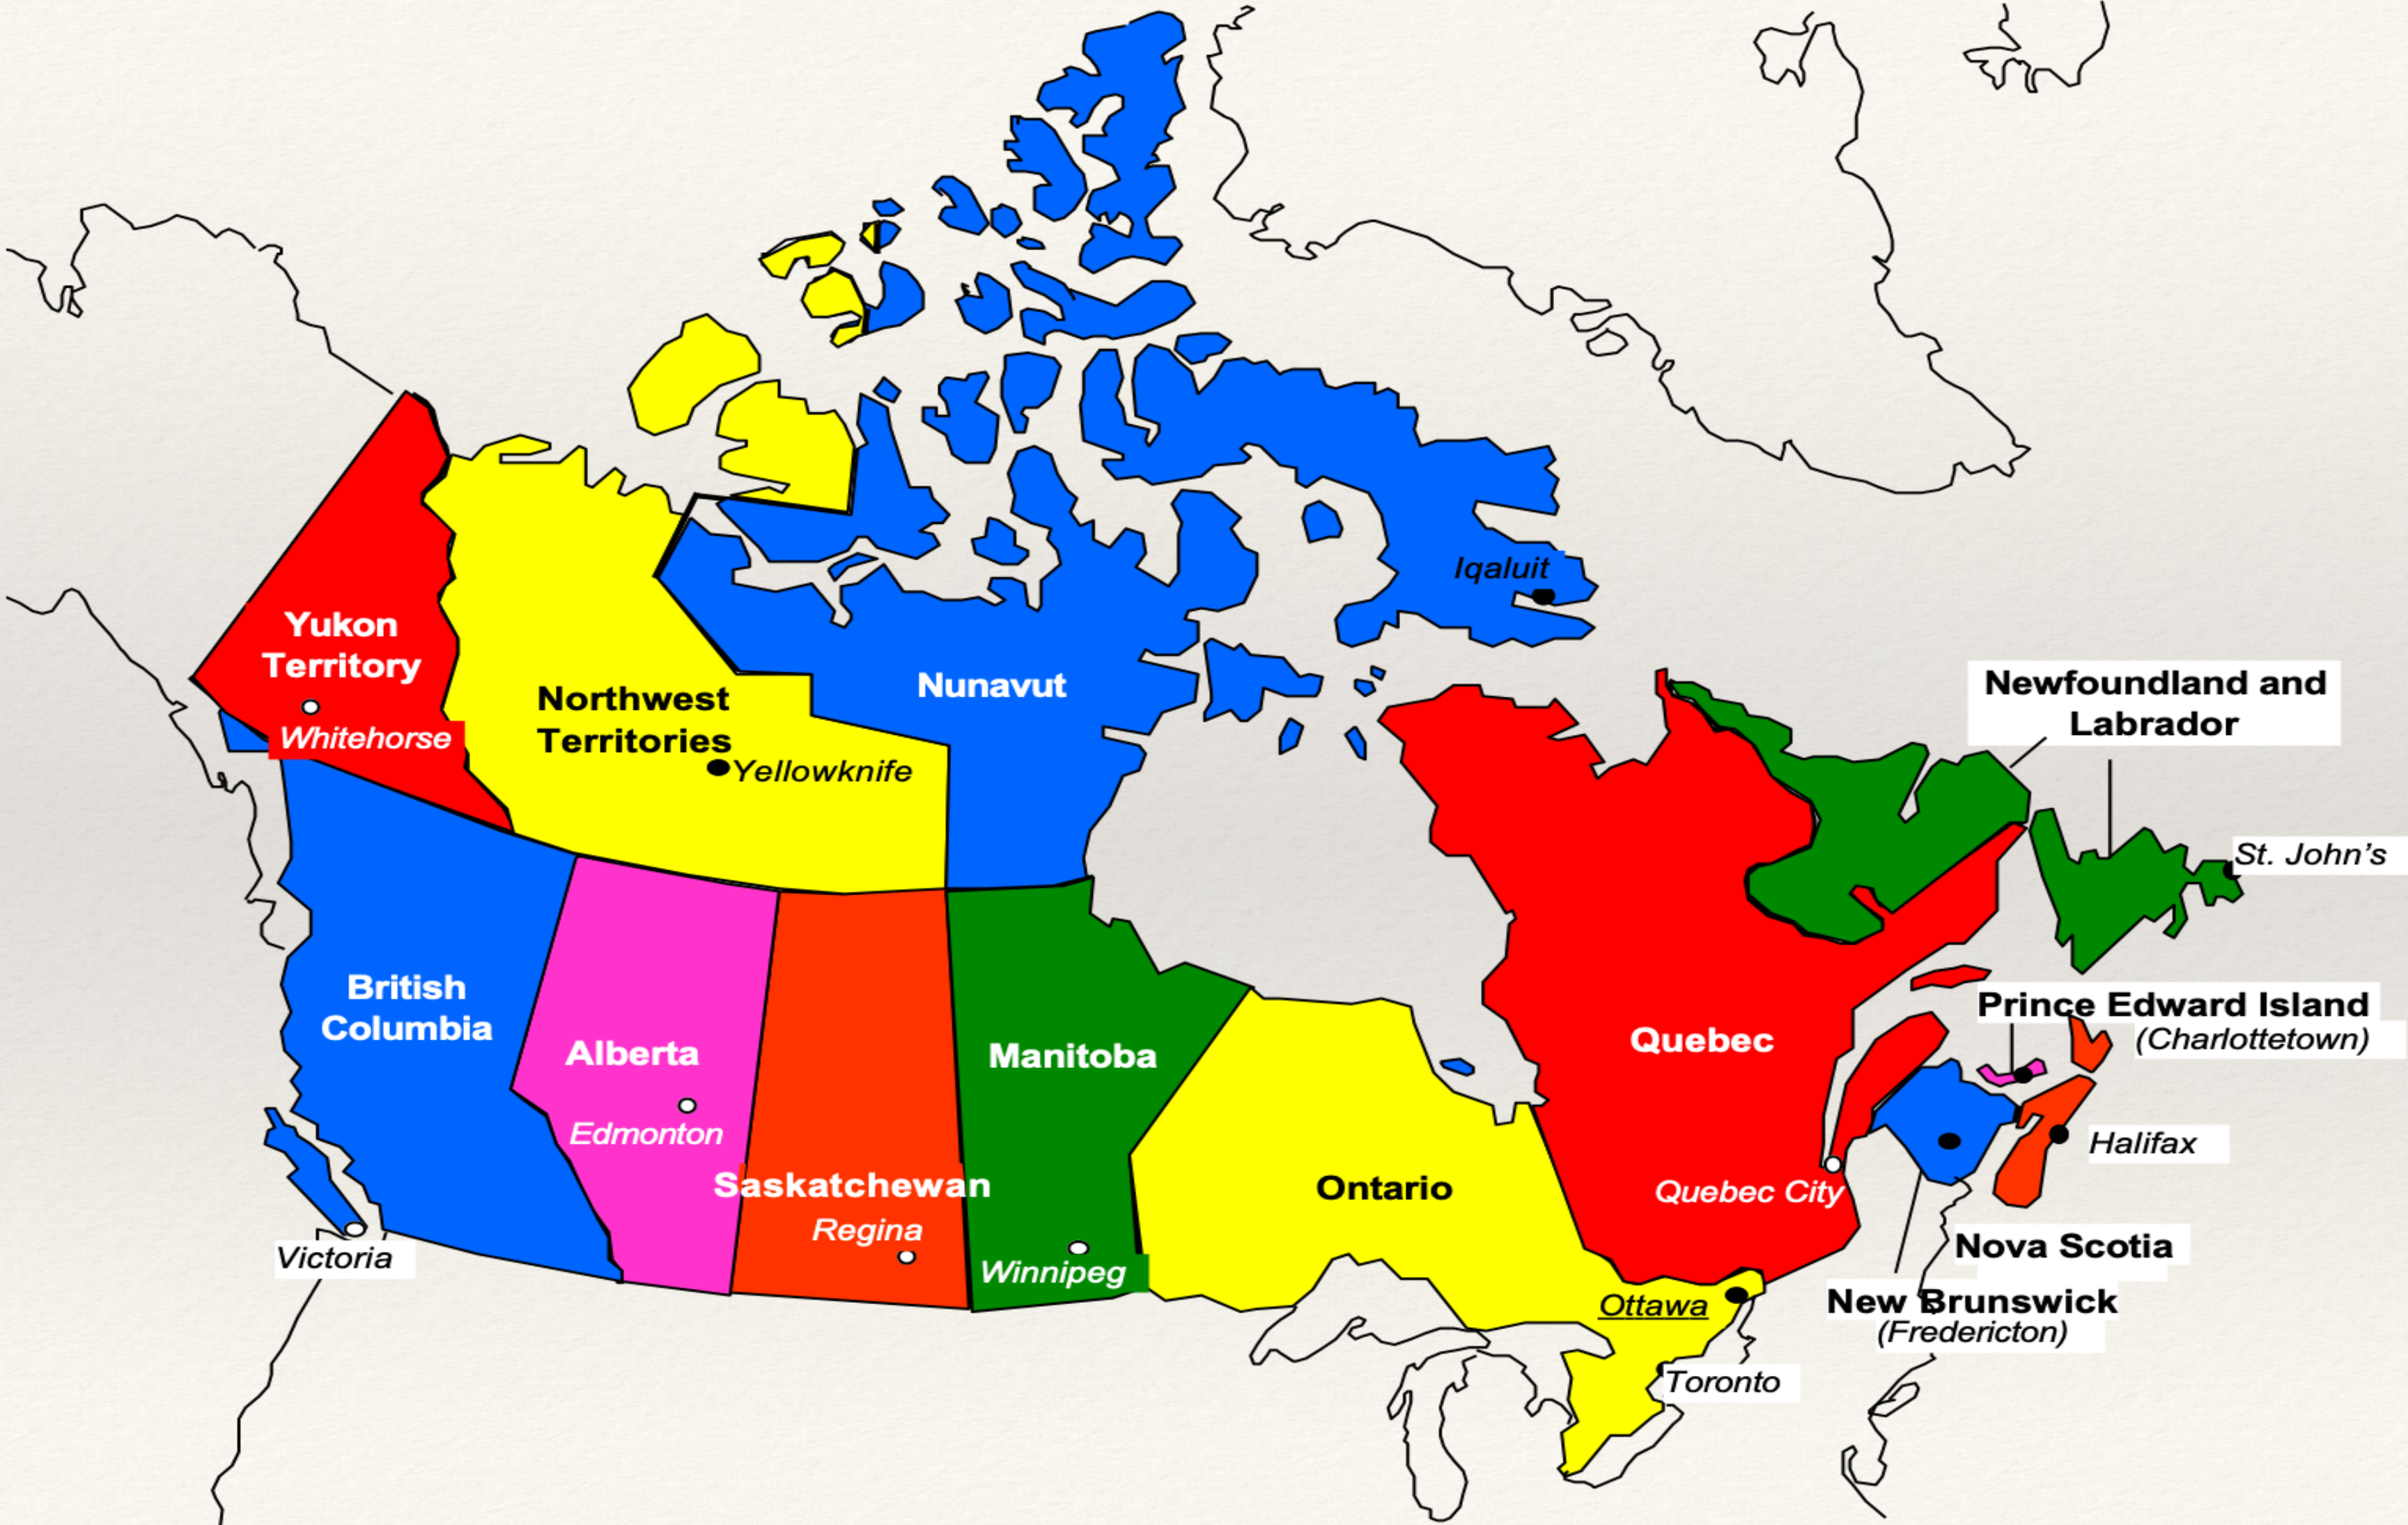 Iqaluit
Yukon
Territory
Whitehorse
Northwest
Territories
Yellowknife
Nunavut
Newfoundland and
Labrador
St. John's
British
Columbia
Victoria
Alberta
Edmonton
Saskatchewan
Regina
Manitoba
Winnipeg
Ontario
Ottawa
Toronto
Quebec
Quebec City
Prince Edward Island
(Charlottetown)
Halifax
Nova Scotia
New Brunswick
(Fredericton)